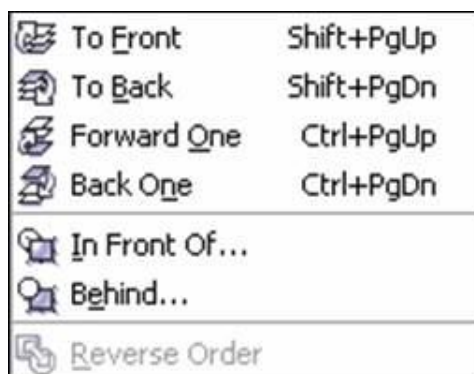 To Front Shift+PgUp
To Back Shift+PgDn
Forward One Ctrl+PgUp
Back One Ctrl+PgDn
In Front Of...
Behind...
Reverse Order